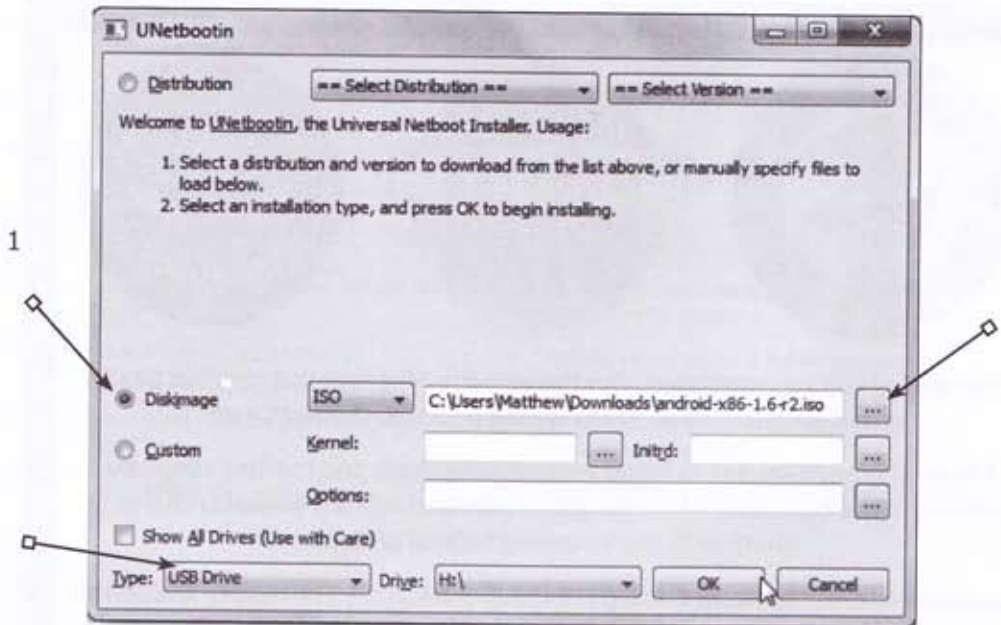 UNetbootin
Distribution == Select Distribution == == Select Version ==
Welcome to UNetbootin, the Universal Netboot Installer. Usage:
1. Select a distribution and version to download from the list above, or manually specify files to
load below.
2. Select an installation type, and press OK to begin installing.
1
Diskimage ISO C:\Users\Matthew\Downloads\android-x86-1.6-r2.iso ...
Custom Kernel: ... Initrd: ...
Options: ...
Show All Drives (Use with Care)
Type: USB Drive Drive: H:\ OK Cancel